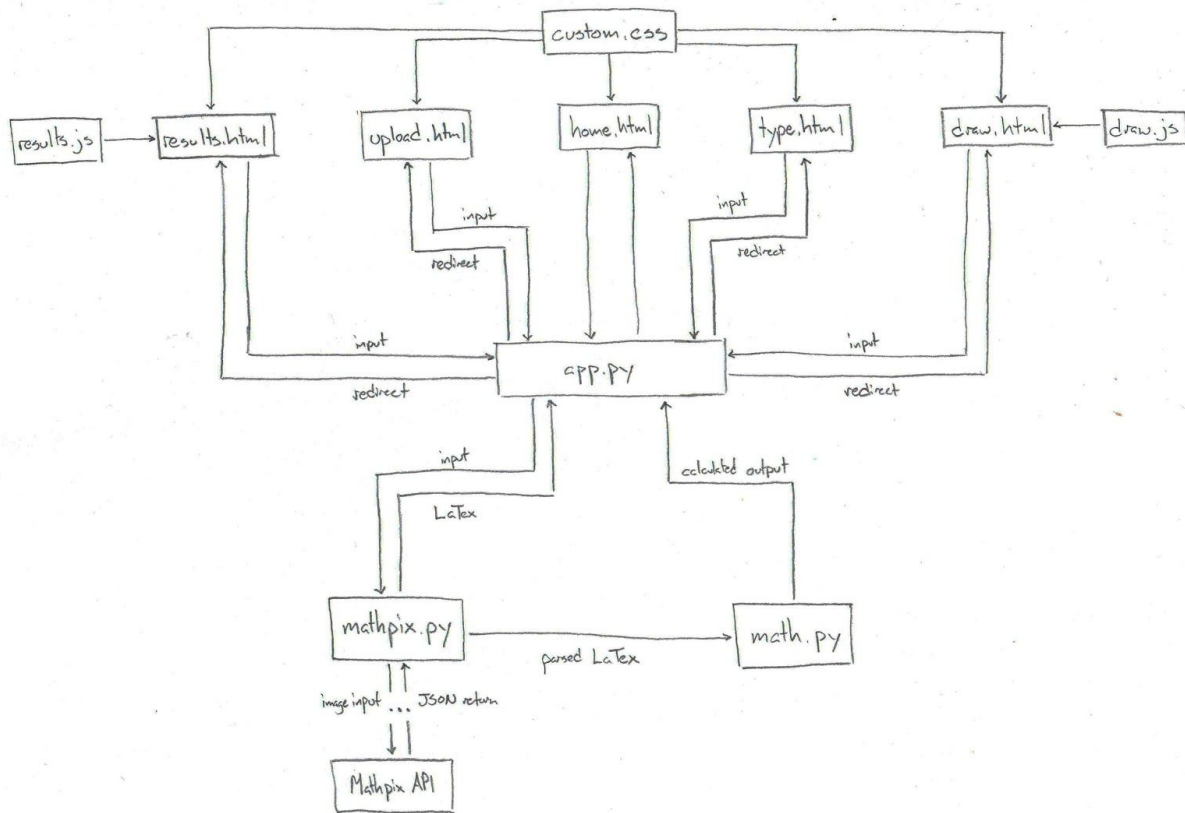 custom.css
results.js
results.html
upload.html
home.html
type.html
draw.html
draw.js
input
redirect
input
redirect
input
redirect
input
redirect
app.py
input
LaTex
calculated output
mathpix.py
parsed LaTex
math.py
image input ... JSON return
Mathpix API